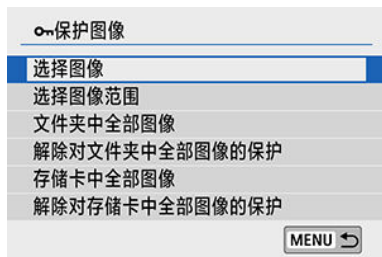 保护图像
选择图像
选择图像范围
文件夹中全部图像
解除对文件夹中全部图像的保护
存储卡中全部图像
解除对存储卡中全部图像的保护
MENU